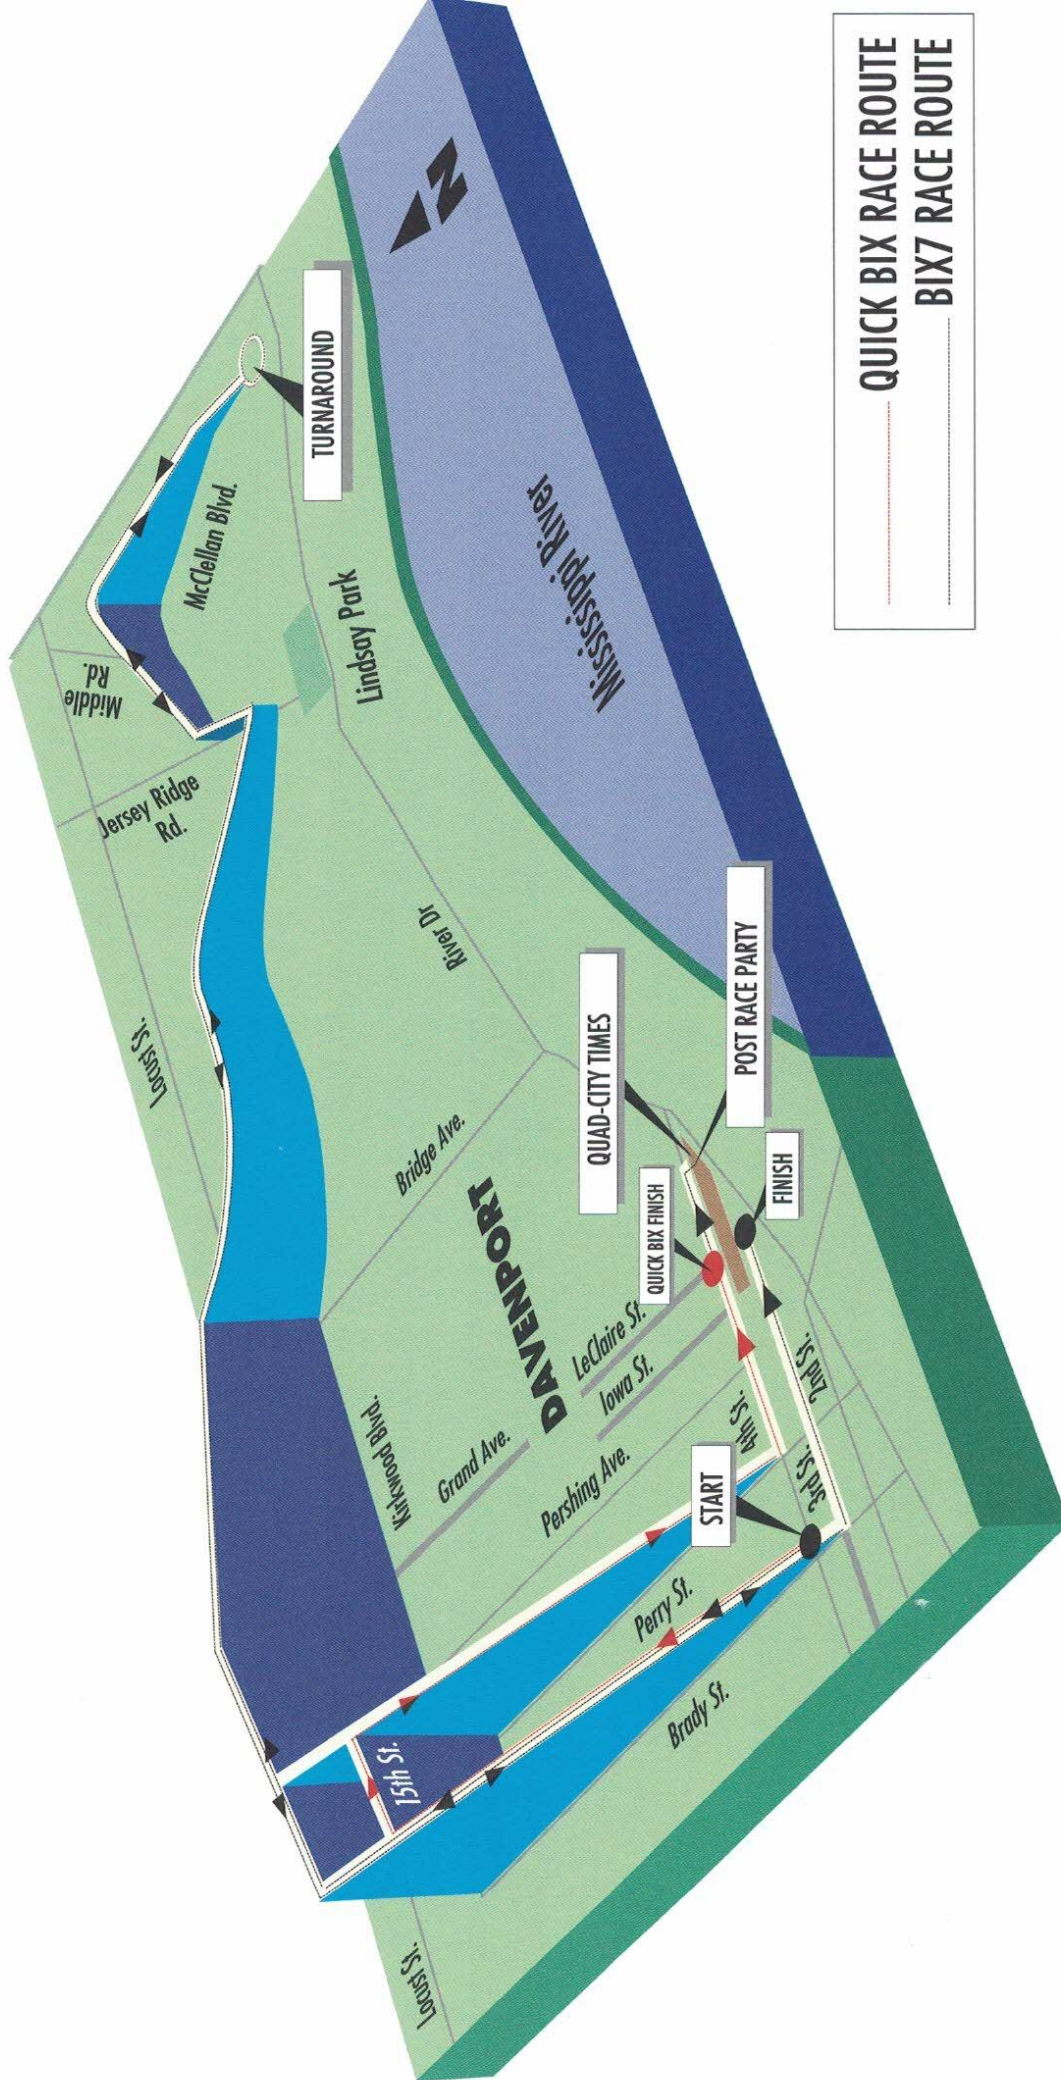 Locust St.
15th St.
Brady St.
Perry St.
START
3rd St.
2nd St.
4th St.
Pershing Ave.
Iowa St.
LeClaire St.
Grand Ave.
Kirkwood Blvd.
DAVENPORT
QUICK BIX FINISH
FINISH
QUAD-CITY TIMES
POST RACE PARTY
Bridge Ave.
River Dr
Locust St.
Jersey Ridge
Rd.
Middle
Rd.
McClellan Blvd.
Lindsay Park
TURNAROUND
Mississippi River
N
QUICK BIX RACE ROUTE
BIX7 RACE ROUTE